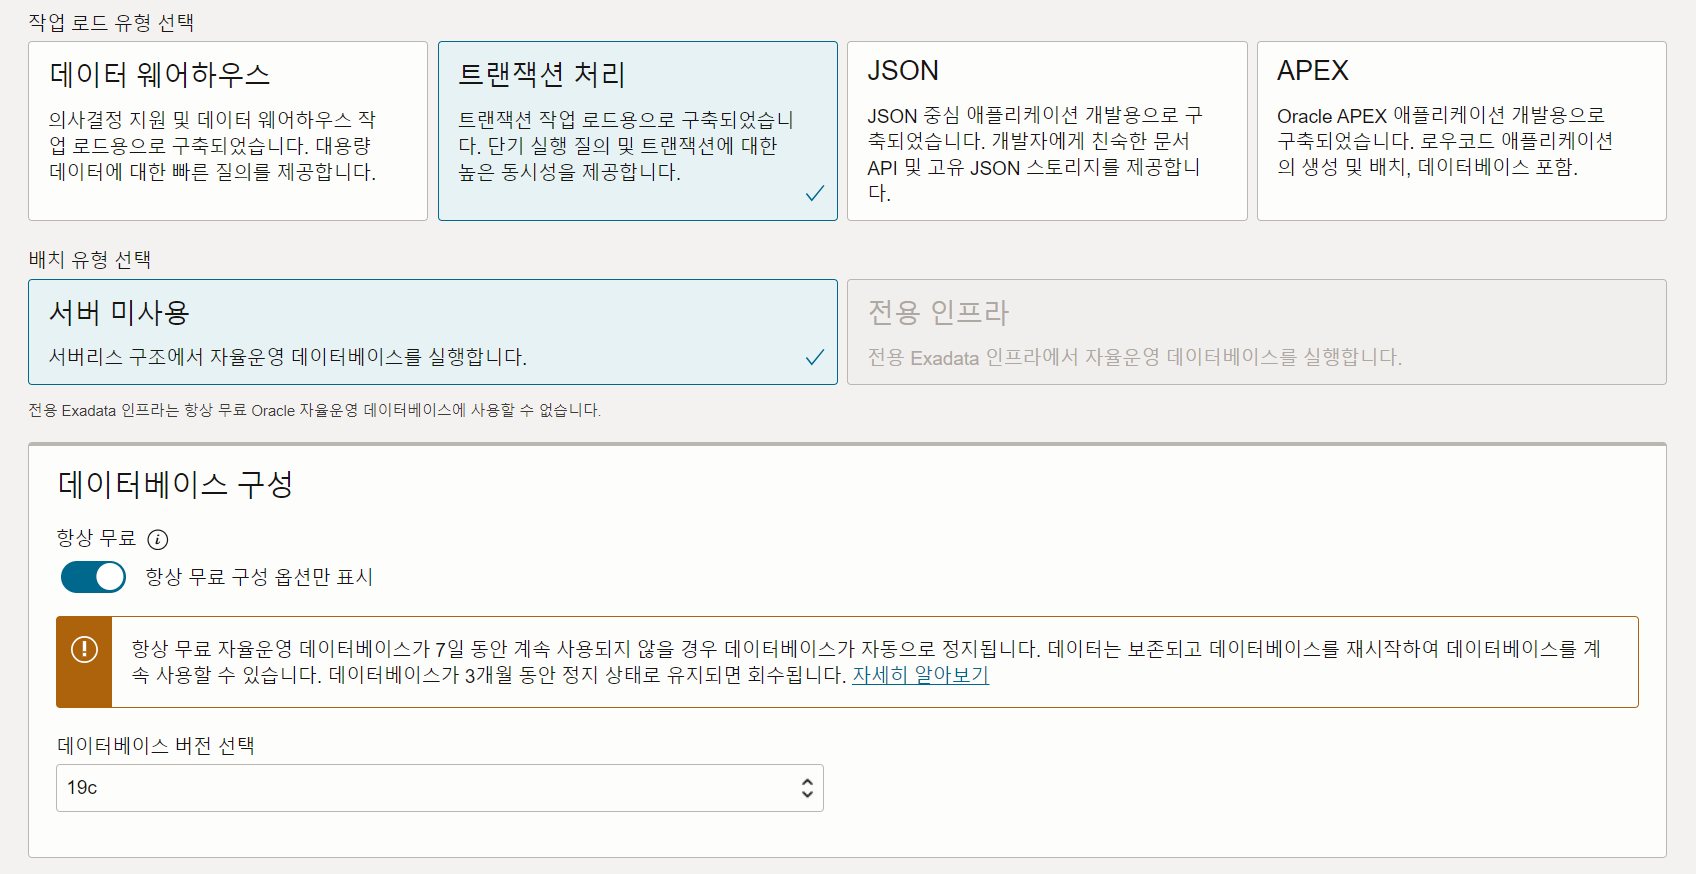 작업 로드 유형 선택
데이터 웨어하우스
의사결정 지원 및 데이터 웨어하우스 작
업 로드용으로 구축되었습니다. 대용량
데이터에 대한 빠른 질의를 제공합니다.
트랜잭션 처리
트랜잭션 작업 로드용으로 구축되었습니
다. 단기 실행 질의 및 트랜잭션에 대한
높은 동시성을 제공합니다.
JSON
JSON 중심 애플리케이션 개발용으로 구
축되었습니다. 개발자에게 친숙한 문서
API 및 고유 JSON 스토리지를 제공합니
다.
APEX
Oracle APEX 애플리케이션 개발용으로
구축되었습니다. 로우코드 애플리케이션
의 생성 및 배치, 데이터베이스 포함.
배치 유형 선택
서버 미사용
서버리스 구조에서 자율운영 데이터베이스를 실행합니다.
전용 인프라
전용 Exadata 인프라에서 자율운영 데이터베이스를 실행합니다.
전용 Exadata 인프라는 항상 무료 Oracle 자율운영 데이터베이스에 사용할 수 없습니다.
데이터베이스 구성
항상 무료
항상 무료 구성 옵션만 표시
항상 무료 자율운영 데이터베이스가 7일 동안 계속 사용되지 않을 경우 데이터베이스가 자동으로 정지됩니다. 데이터는 보존되고 데이터베이스를 재시작하여 데이터베이스를 계
속 사용할 수 있습니다. 데이터베이스가 3개월 동안 정지 상태로 유지되면 회수됩니다. 자세히 알아보기
데이터베이스 버전 선택
19c